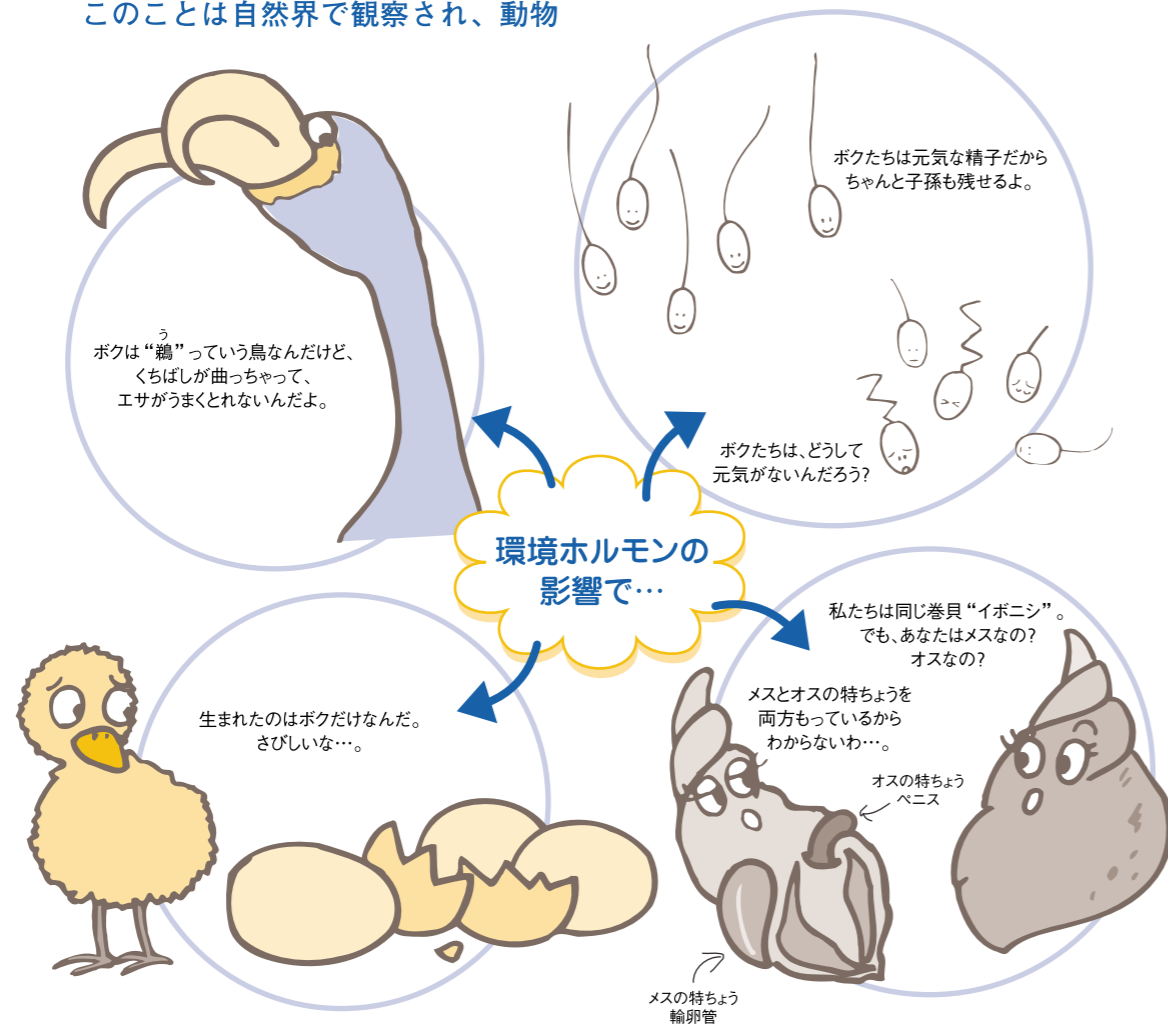 このことは自然界で観察され、動物
ボクたちは元気な精子だから
ちゃんと子孫も残せるよ。
う
ボクは“鵜”っていう鳥なんだけど、
くちばしが曲っちゃって、
エサがうまくとれないんだよ。
ボクたちは、どうして
元気がないんだろう?
環境ホルモンの
影響で…
生まれたのはボクだけなんだ。
さびしいな…。
私たちは同じ巻貝“イボニシ”。
でも、あなたはメスなの?
オスなの?
メスとオスの特ちょうを
両方もっているから
わからないわ…。
オスの特ちょう
ペニス
メスの特ちょう
輸卵管